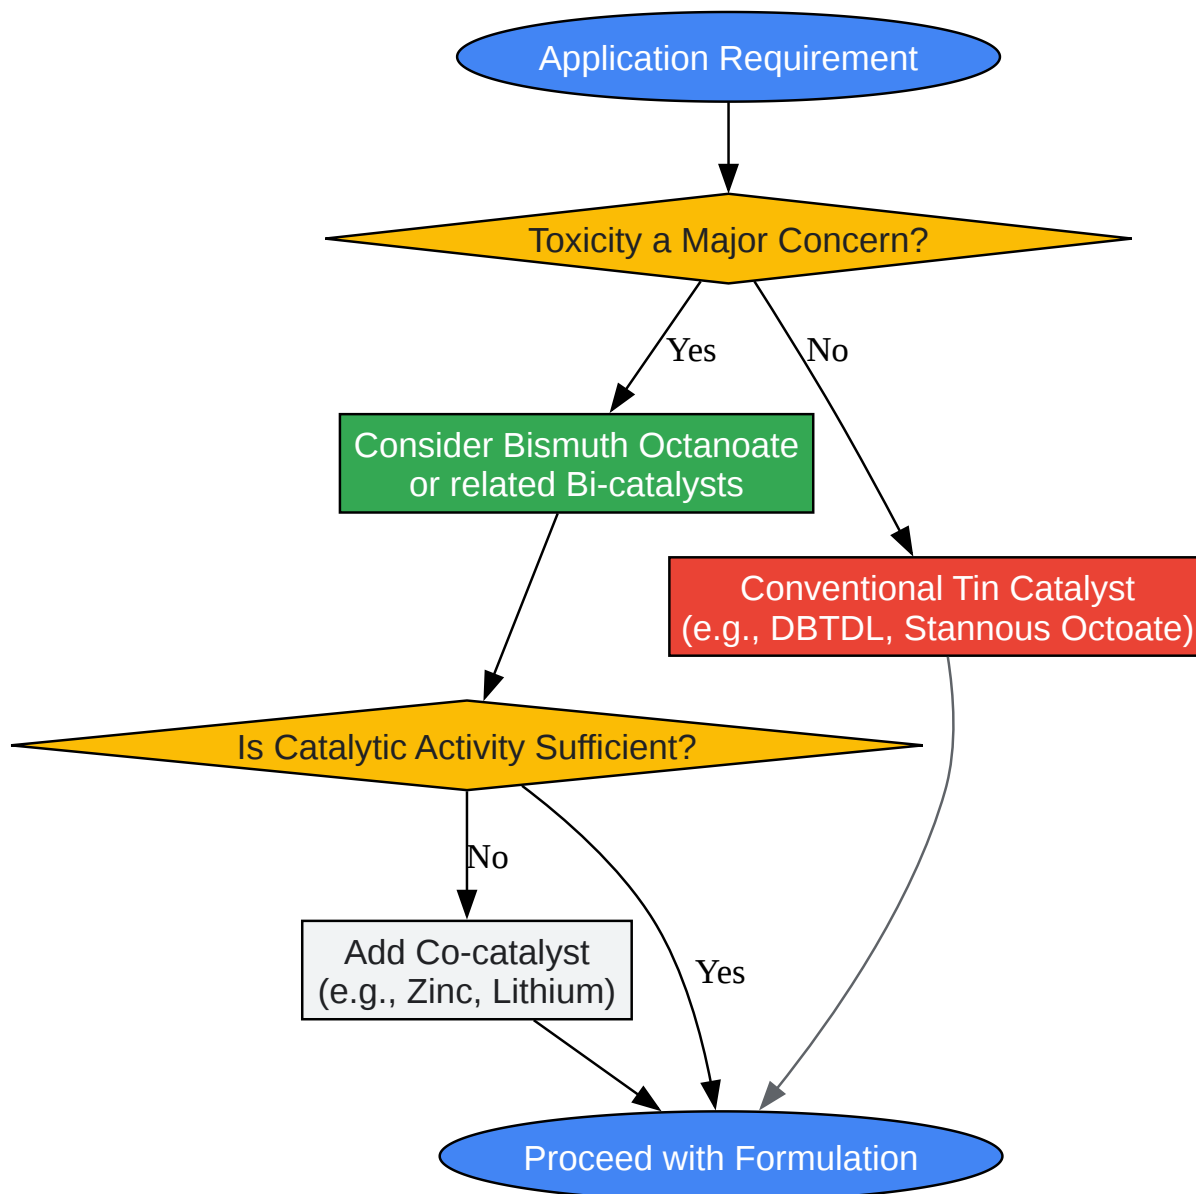 Application Requirement
Toxicity a Major Concern?
Yes
No
Consider Bismuth Octanoate
or related Bi-catalysts
Conventional Tin Catalyst
(e.g., DBTDL, Stannous Octoate)
Is Catalytic Activity Sufficient?
No
Add Co-catalyst
(e.g., Zinc, Lithium)
Yes
Proceed with Formulation